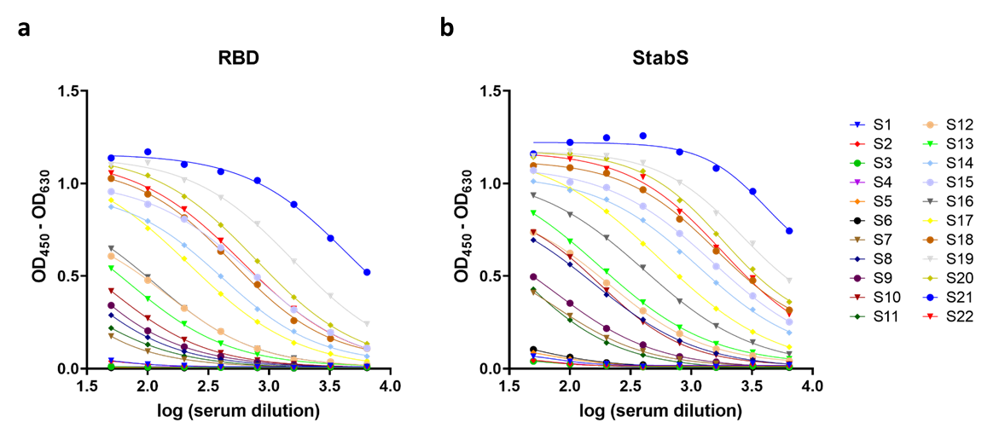 a
b
RBD
StabS
OD450 - OD630
1.5
1.0
0.5
0.0
1.5 2.0 2.5 3.0 3.5 4.0
log (serum dilution)
OD450 - OD630
1.5
1.0
0.5
0.0
1.5 2.0 2.5 3.0 3.5 4.0
log (serum dilution)
S1 S12
S2 S13
S3 S14
S4 S15
S5 S16
S6 S17
S7 S18
S8 S19
S9 S20
S10 S21
S11 S22